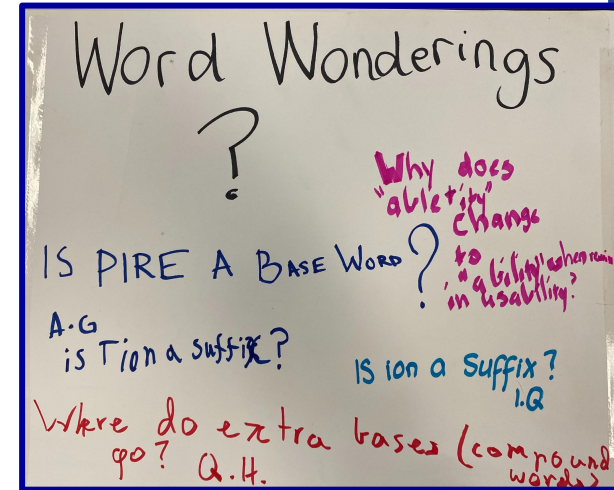 Word Wonderings
?
Why does
"able+ity"
change
to
"ability" when
in usability?
IS PIRE A BASE WORD?
A.G
is Tion a suffix?
IS ion a Suffix?
I.Q
Where do extra bases (compound
go? Q.H. words)